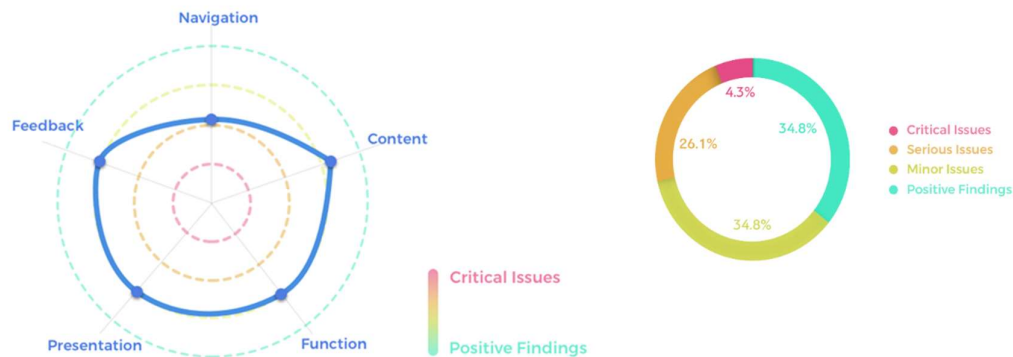 Navigation
Feedback
Content
Presentation
Function
Critical Issues
Positive Findings
4.3%
34.8%
26.1%
34.8%
Critical Issues
Serious Issues
Minor Issues
Positive Findings